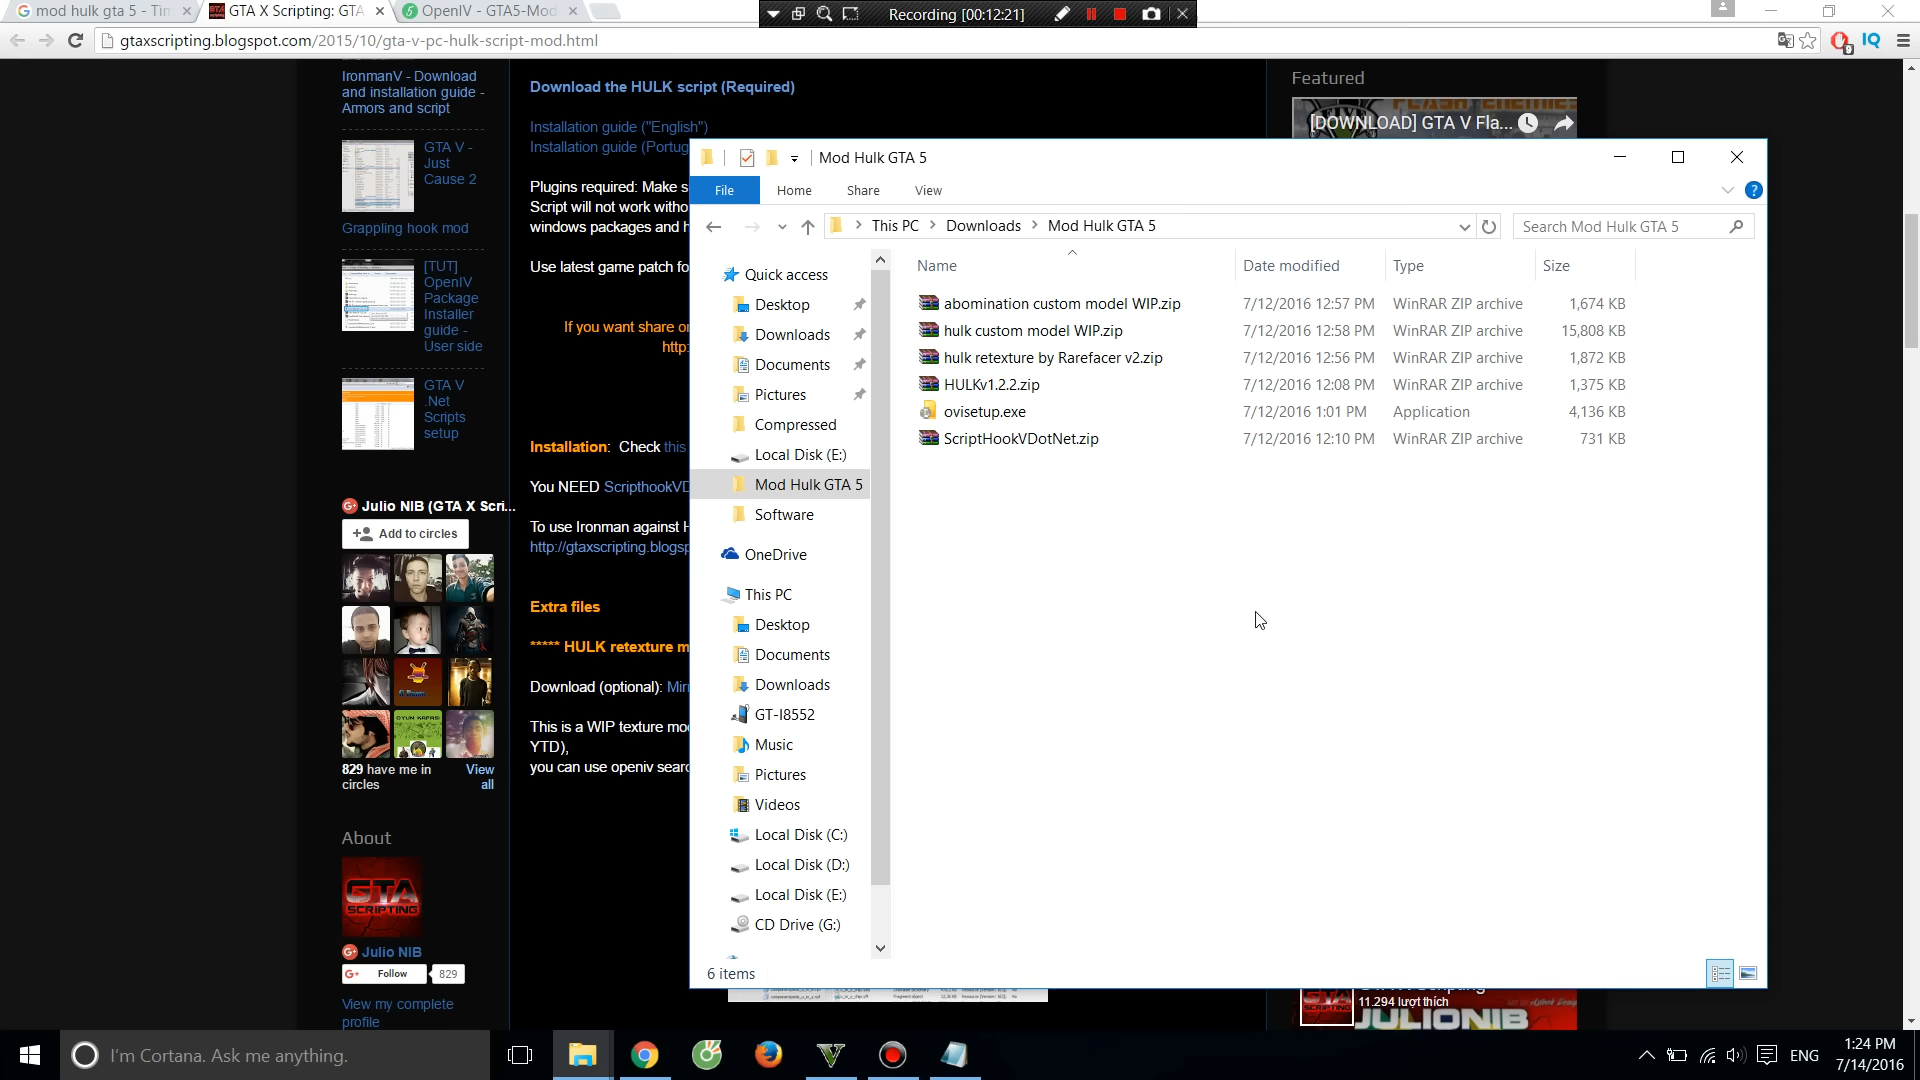 mod hulk gta 5 - Tim
GTA X Scripting: GTA
OpenIV - GTA5-Mod
Recording [00:12:21]
gtaxscripting.blogspot.com/2015/10/gta-v-pc-hulk-script-mod.html
IronmanV - Download
and installation guide -
Armors and script
GTA V -
Just
Cause 2
Grappling hook mod
[TUT]
OpenIV
Package
Installer
guide -
User side
GTA V
.Net
Scripts
setup
Julio NIB (GTA X Scri...
Add to circles
829 have me in
circles
View
all
About
GTA
SCRIPTING
Julio NIB
Follow
829
View my complete
profile
Download the HULK script (Required)
Installation guide ("English")
Installation guide (Portug
Plugins required: Make s
Script will not work witho
windows packages and h
Use latest game patch fo
If you want share or
http:
Installation: Check this
You NEED ScripthookVD
To use Ironman against H
http://gtaxscripting.blogsp
Extra files
***** HULK retexture m
Download (optional): Mirr
This is a WIP texture mo
YTD),
you can use openiv searc
Featured
[DOWNLOAD] GTA V Fla...
Mod Hulk GTA 5
File Home Share View
This PC Downloads Mod Hulk GTA 5
Search Mod Hulk GTA 5
Quick access
Desktop
Downloads
Documents
Pictures
Compressed
Local Disk (E:)
Mod Hulk GTA 5
Software
OneDrive
This PC
Desktop
Documents
Downloads
GT-I8552
Music
Pictures
Videos
Local Disk (C:)
Local Disk (D:)
Local Disk (E:)
CD Drive (G:)
Name Date modified Type Size
abomination custom model WIP.zip 7/12/2016 12:57 PM WinRAR ZIP archive 1,674 KB
hulk custom model WIP.zip 7/12/2016 12:58 PM WinRAR ZIP archive 15,808 KB
hulk retexture by Rarefacer v2.zip 7/12/2016 12:56 PM WinRAR ZIP archive 1,872 KB
HULKv1.2.2.zip 7/12/2016 12:08 PM WinRAR ZIP archive 1,375 KB
ovisetup.exe 7/12/2016 1:01 PM Application 4,136 KB
ScriptHookVDotNet.zip 7/12/2016 12:10 PM WinRAR ZIP archive 731 KB
6 items
11.294 lượt thích
JULIONIB
I'm Cortana. Ask me anything.
ENG
1:24 PM
7/14/2016